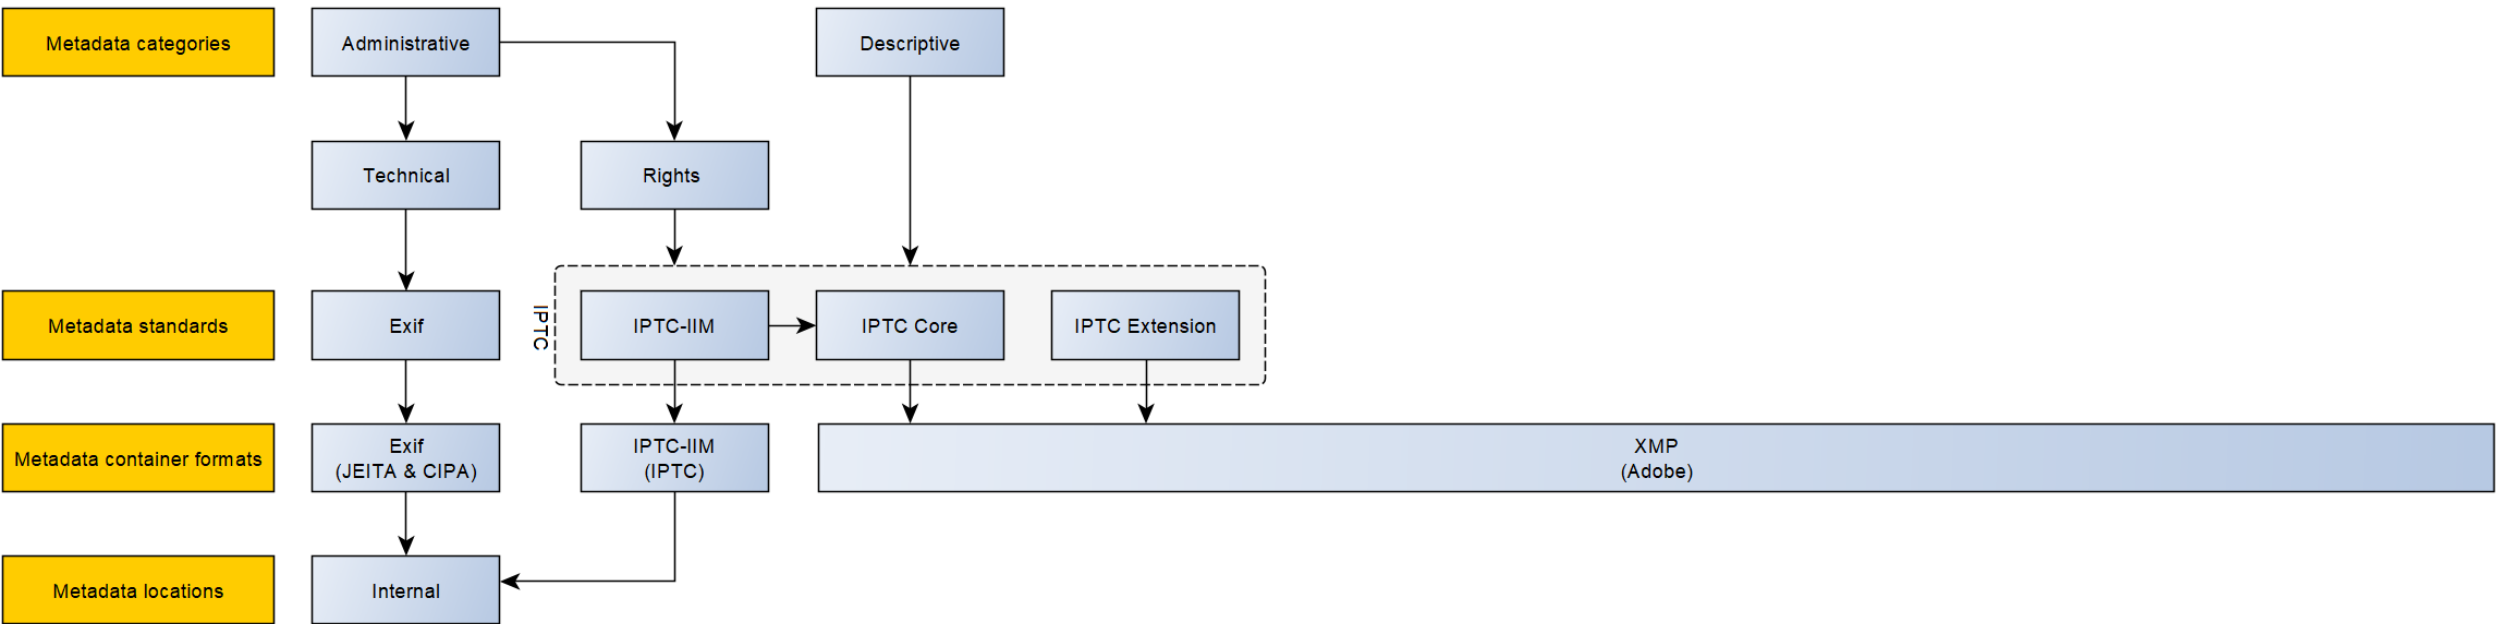 Metadata categories
Administrative
Descriptive
Technical
Rights
IPTC
Metadata standards
Exif
IPTC-IIM
IPTC Core
IPTC Extension
Metadata container formats
Exif
(JEITA & CIPA)
IPTC-IIM
(IPTC)
XMP
(Adobe)
Metadata locations
Internal